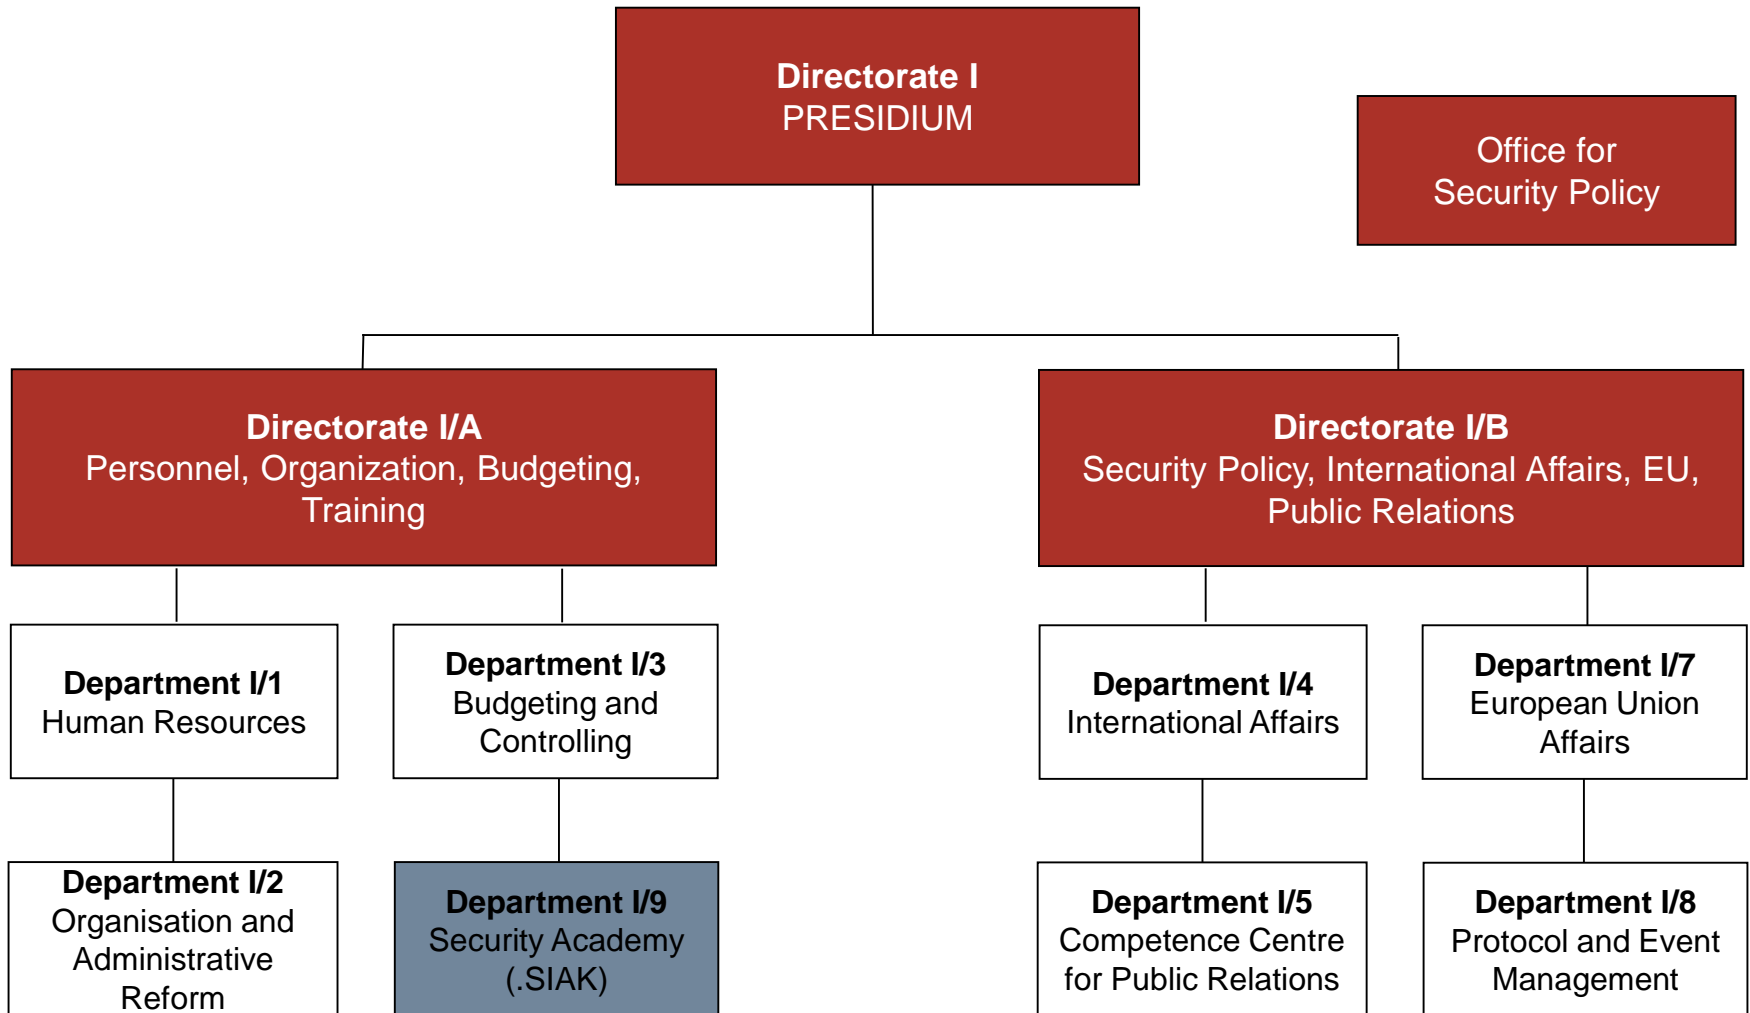 Directorate I
PRESIDIUM
Office for
Security Policy
Directorate I/A
Personnel, Organization, Budgeting,
Training
Directorate I/B
Security Policy, International Affairs, EU,
Public Relations
Department I/1
Human Resources
Department I/3
Budgeting and
Controlling
Department I/4
International Affairs
Department I/7
European Union
Affairs
Department I/2
Organisation and
Administrative
Reform
Department I/9
Security Academy
(.SIAK)
Department I/5
Competence Centre
for Public Relations
Department I/8
Protocol and Event
Management